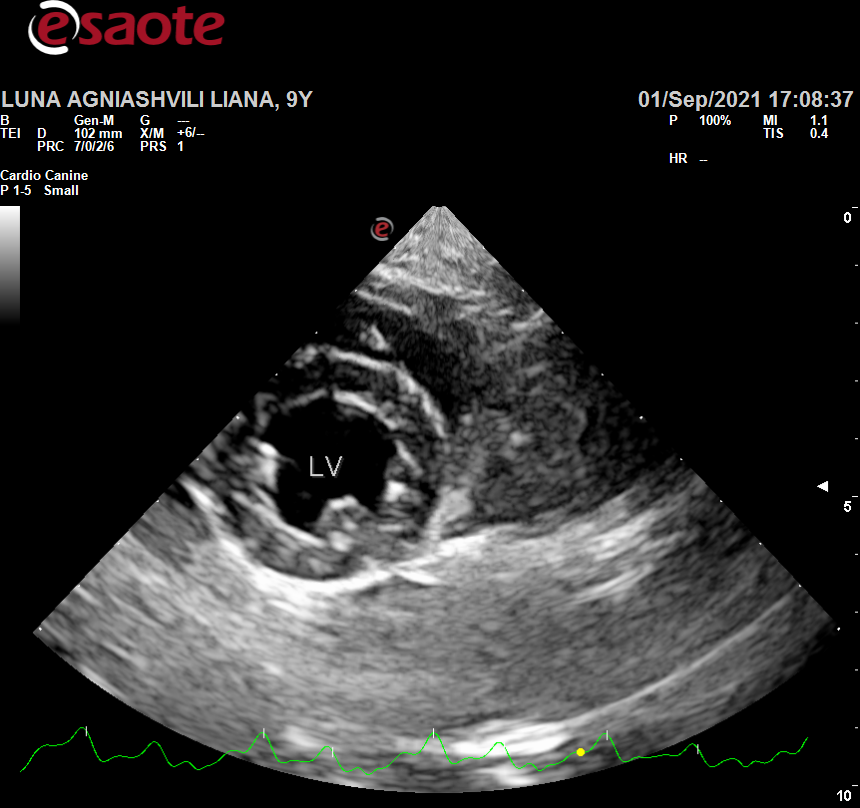 esaote
LUNA AGNIASHVILI LIANA, 9Y 01/Sep/2021 17:08:37
B Gen-M G --- P 100% MI 1.1
TEI D 102 mm X/M +6/-- TIS 0.4
PRC 7/0/2/6 PRS 1
HR --
Cardio Canine
P 1-5 Small
0
e
LV
5
10